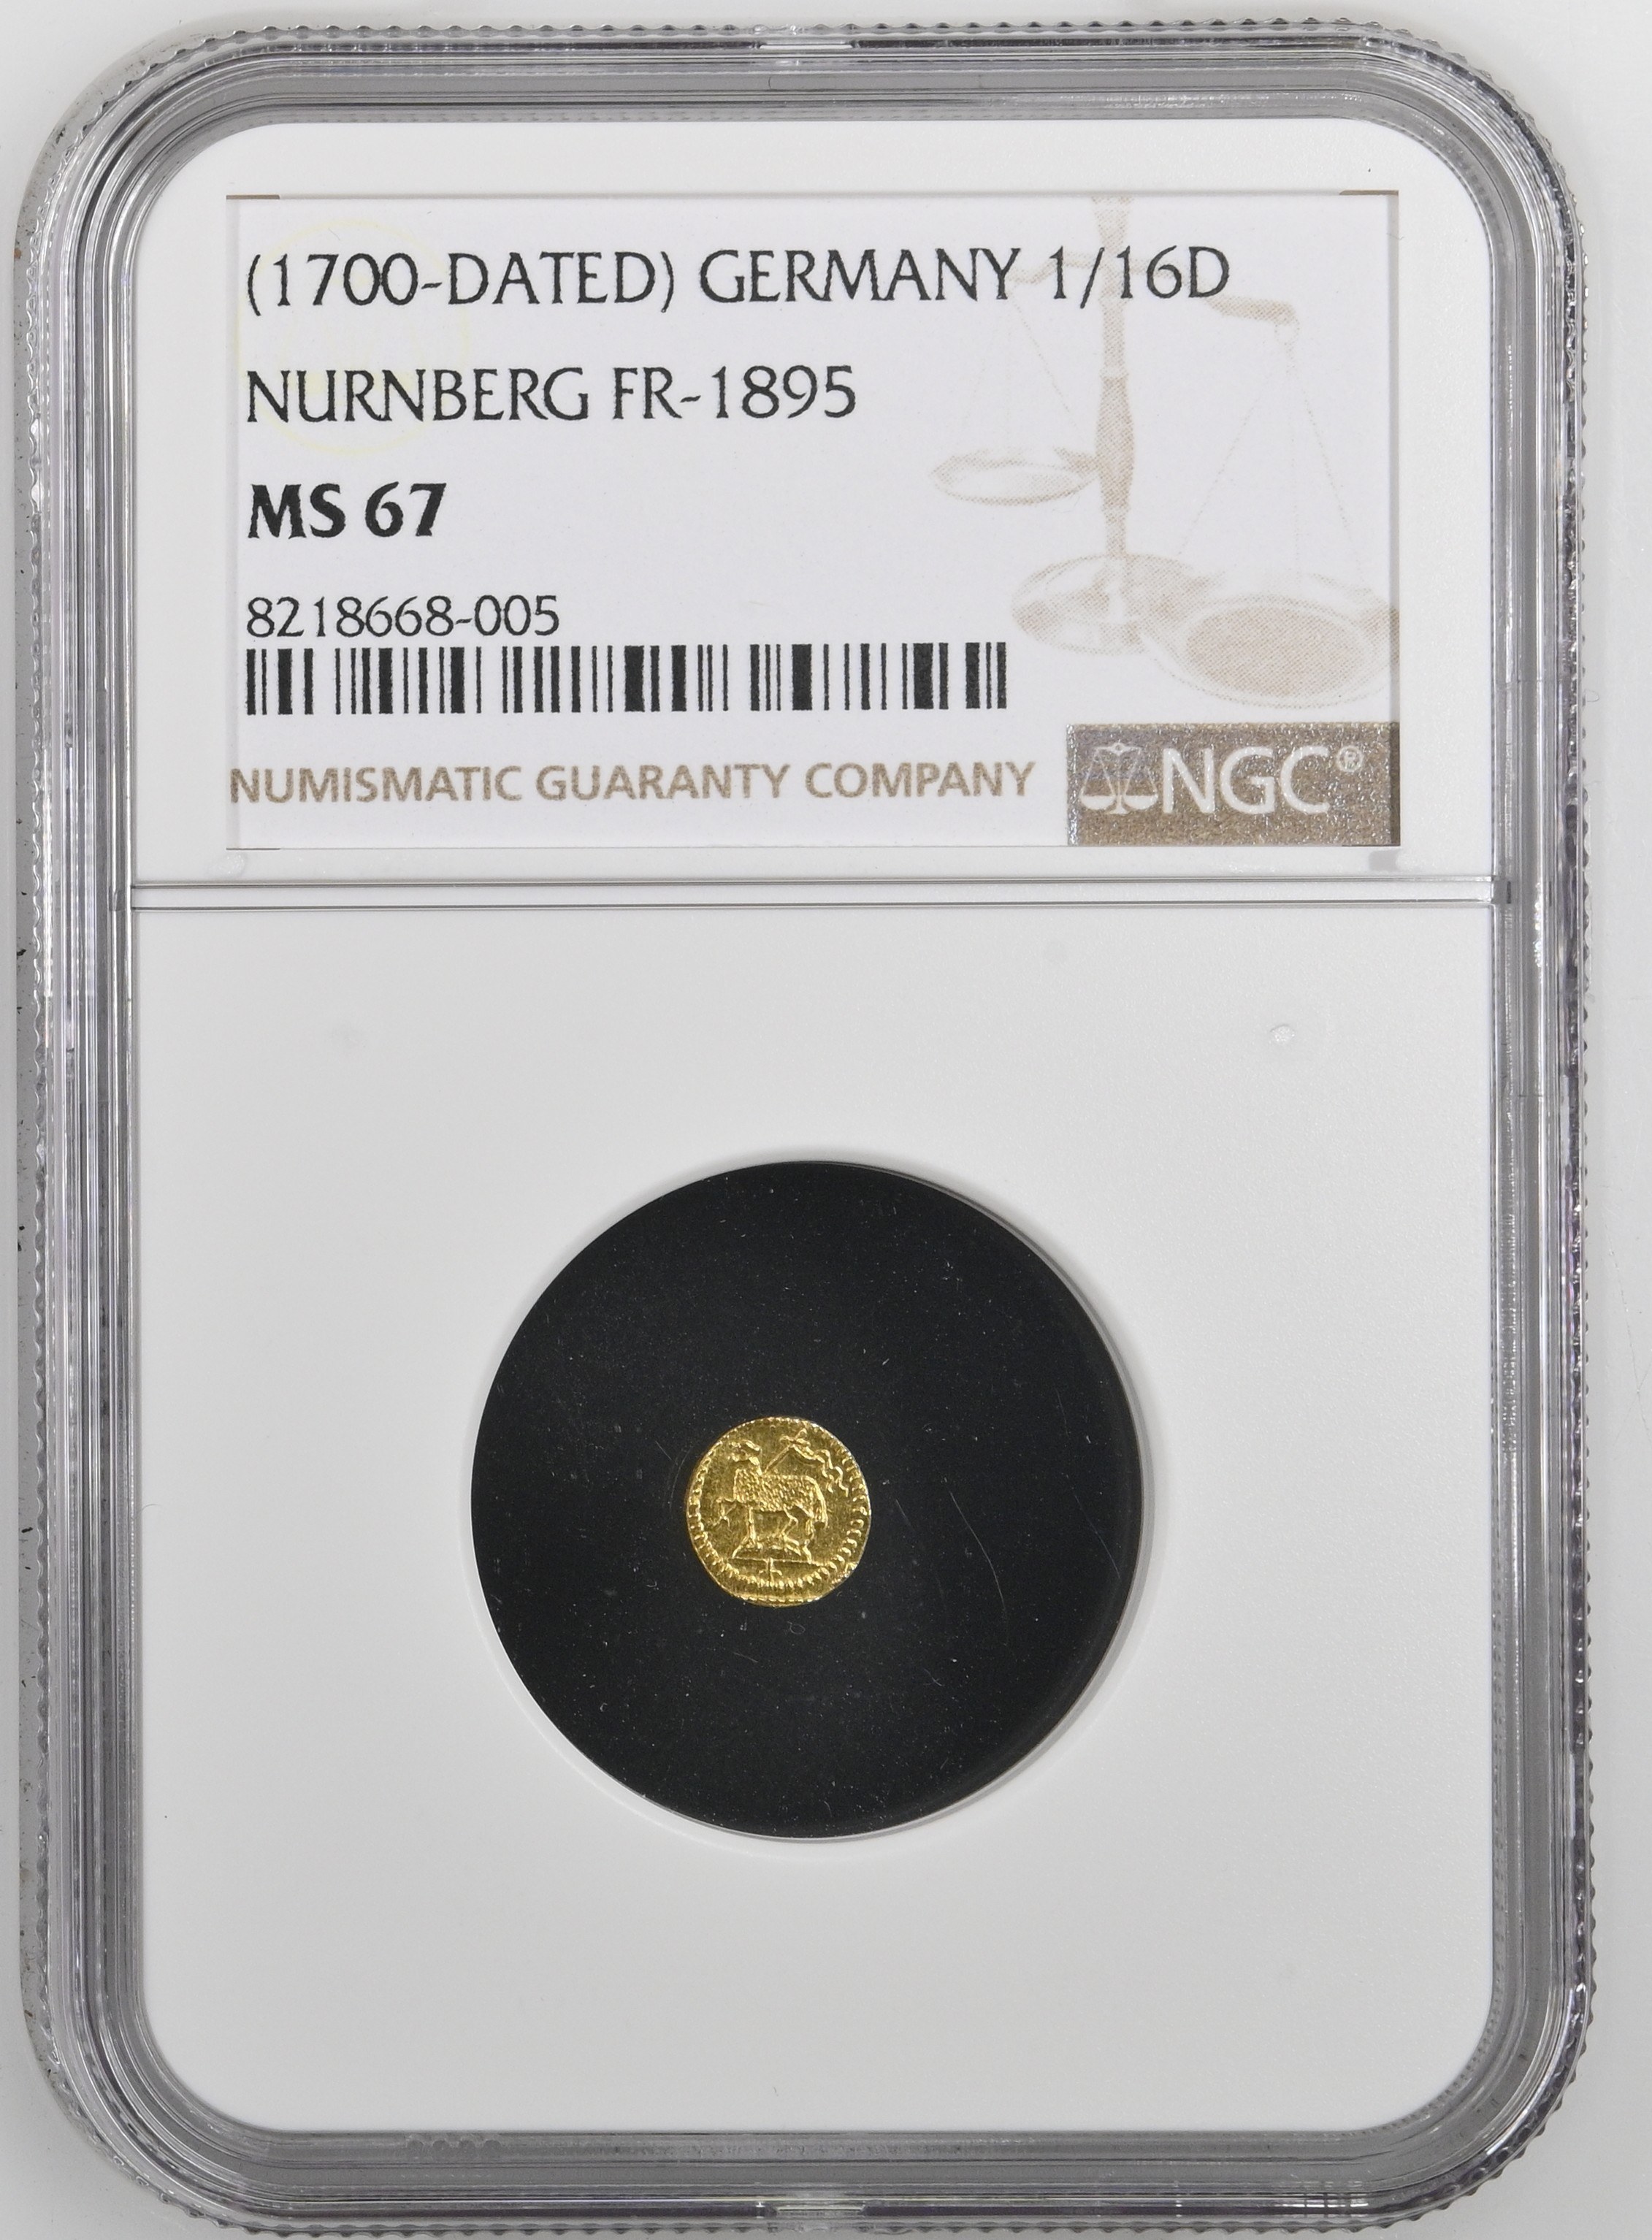 (1700-DATED) GERMANY 1/16D
NURNBERG FR-1895
MS 67
8218668-005
NUMISMATIC GUARANTY COMPANY
NGC®